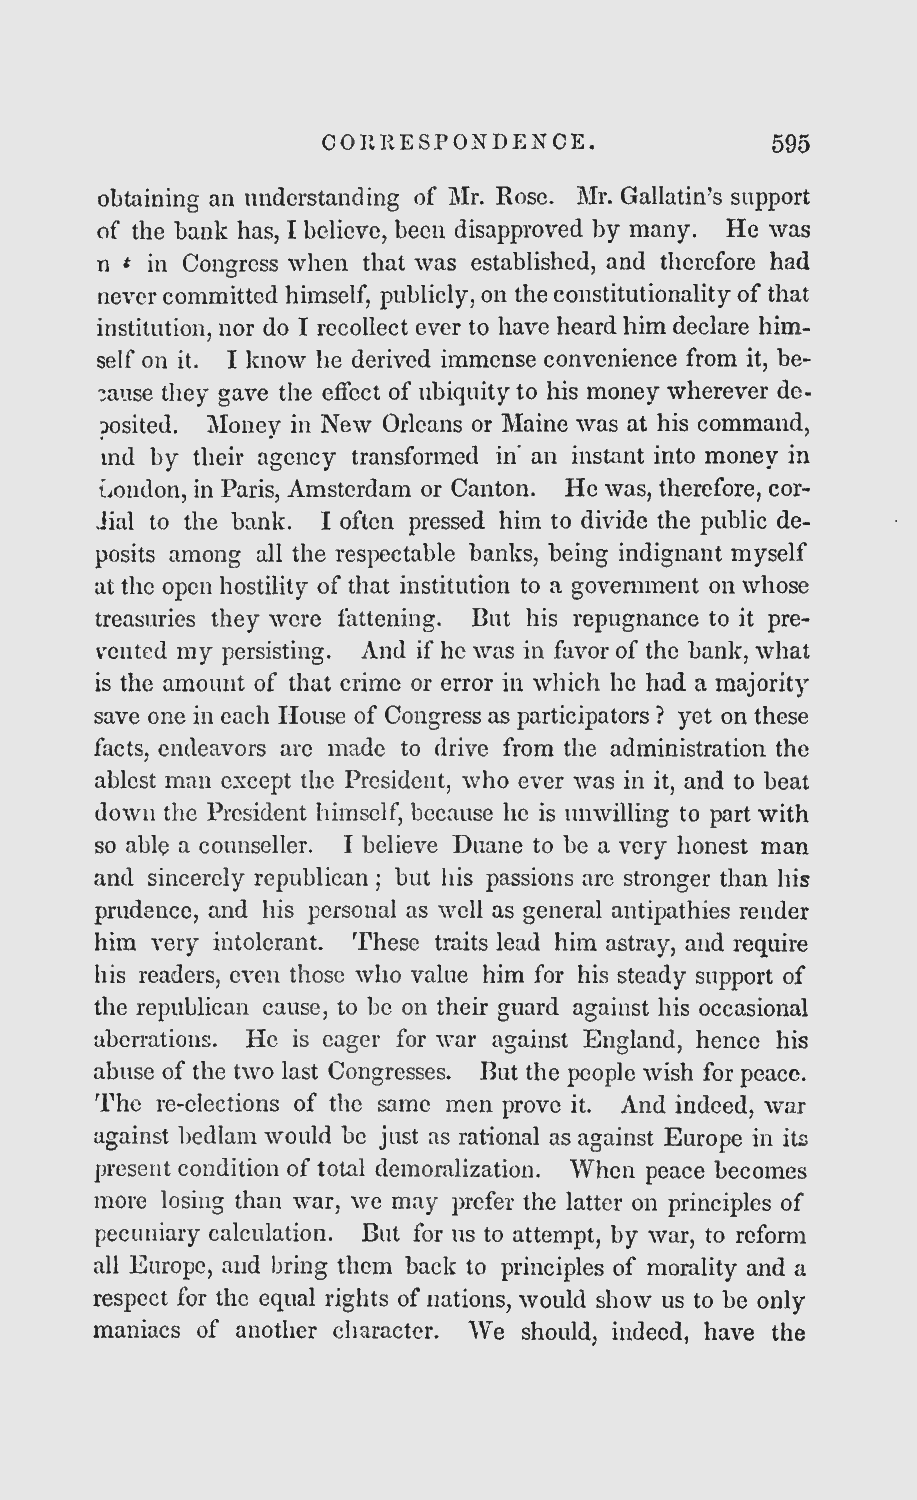 CORRESPONDENCE. 595
obtaining an understanding of Mr. Rose. Mr. Gallatin's support
of the bank has, I believe, been disapproved by many. He was
n t in Congress when that was established, and therefore had
never committed himself, publicly, on the constitutionality of that
institution, nor do I recollect ever to have heard him declare him-
self on it. I know he derived immense convenience from it, be-
cause they gave the effect of ubiquity to his money wherever de-
posited. Money in New Orleans or Maine was at his command,
and by their agency transformed in an instant into money in
London, in Paris, Amsterdam or Canton. He was, therefore, cor-
dial to the bank. I often pressed him to divide the public de-
posits among all the respectable banks, being indignant myself
at the open hostility of that institution to a government on whose
treasuries they were fattening. But his repugnance to it pre-
vented my persisting. And if he was in favor of the bank, what
is the amount of that crime or error in which he had a majority
save one in each House of Congress as participators? yet on these
facts, endeavors are made to drive from the administration the
ablest man except the President, who ever was in it, and to beat
down the President himself, because he is unwilling to part with
so able a counseller. I believe Duane to be a very honest man
and sincerely republican; but his passions are stronger than his
prudence, and his personal as well as general antipathies render
him very intolerant. These traits lead him astray, and require
his readers, even those who value him for his steady support of
the republican cause, to be on their guard against his occasional
aberrations. He is eager for war against England, hence his
abuse of the two last Congresses. But the people wish for peace.
The re-elections of the same men prove it. And indeed, war
against bedlam would be just as rational as against Europe in its
present condition of total demoralization. When peace becomes
more losing than war, we may prefer the latter on principles of
pecuniary calculation. But for us to attempt, by war, to reform
all Europe, and bring them back to principles of morality and a
respect for the equal rights of nations, would show us to be only
maniacs of another character. We should, indeed, have the